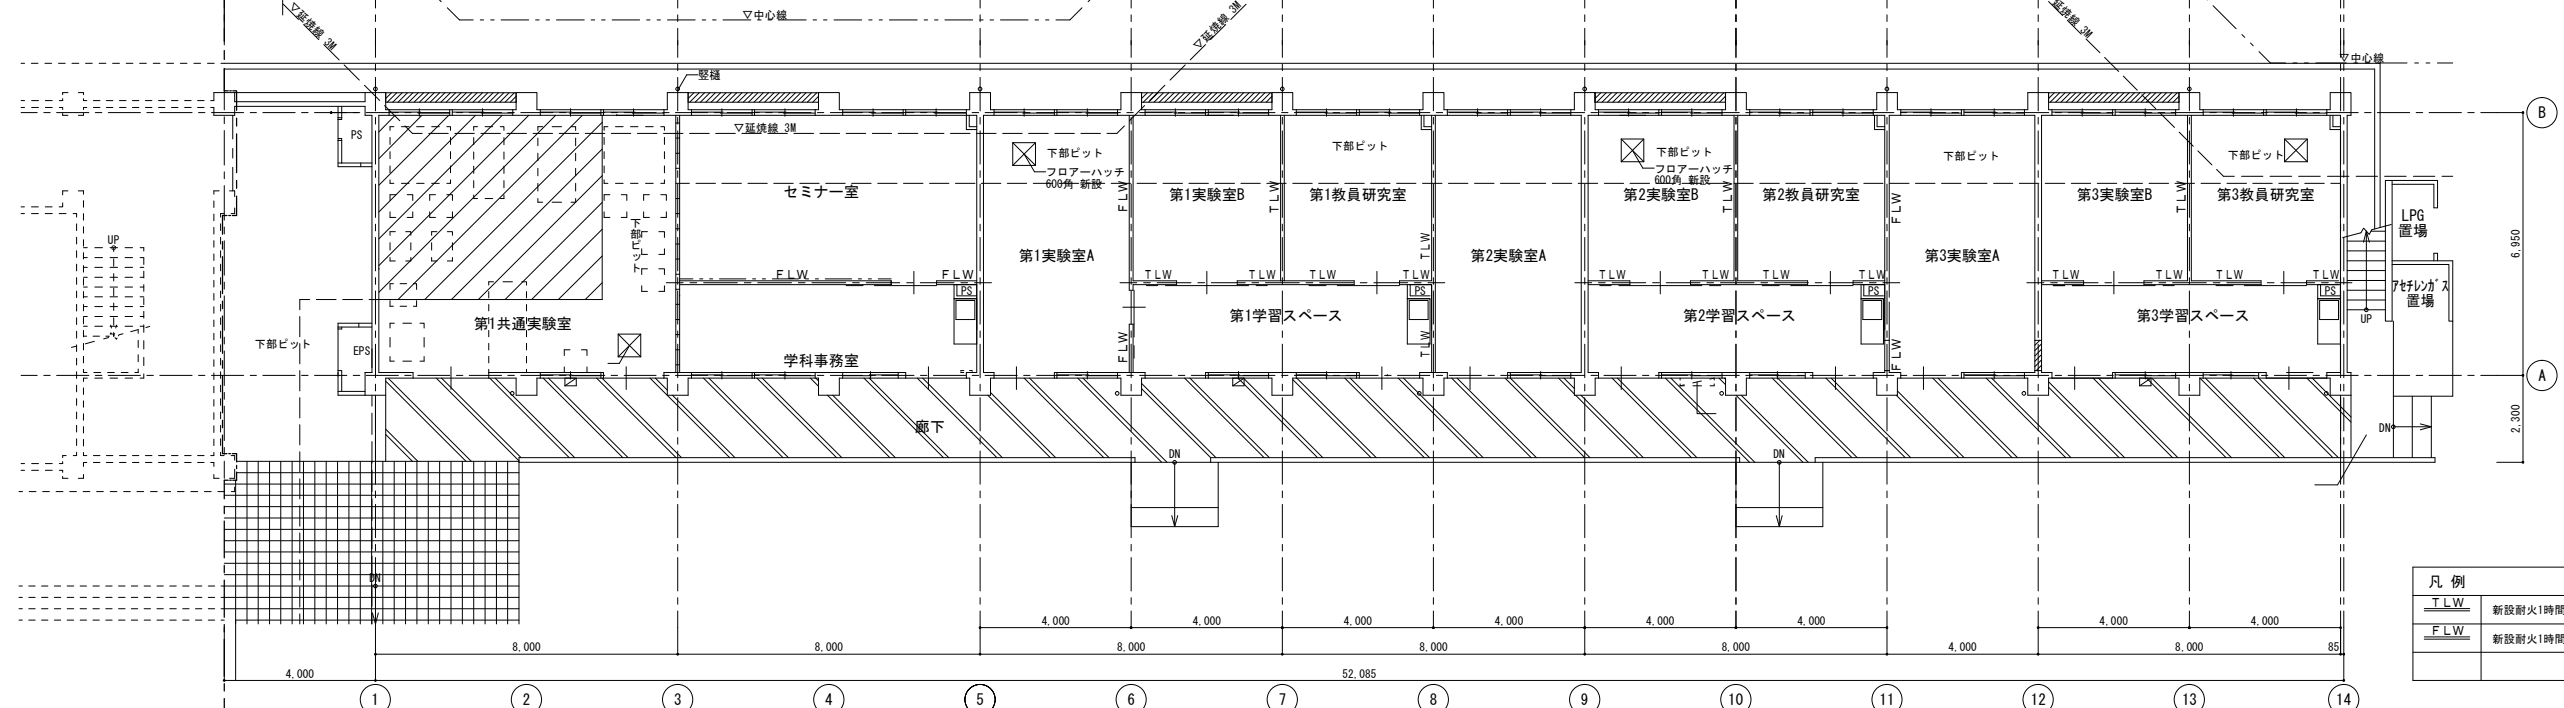 ▽延焼線 3M
▽中心線
▽延焼線 3M
▽延焼線 3M
▽中心線
竪樋
PS
▽延焼線 3M
B
下部ピット
フロアーハッチ
600角 新設
下部ピット
下部ピット
フロアーハッチ
600角 新設
下部ピット
下部ピット
セミナー室
FLW
第1実験室B
TLW
第1教員研究室
第2実験室B
TLW
第2教員研究室
FLW
第3実験室B
TLW
第3教員研究室
LPG
置場
UP
下部ピット
第1実験室A
TLW
第2実験室A
第3実験室A
6,950
FLW
FLW
TLW
TLW
TLW
TLW
TLW
TLW
TLW
TLW
TLW
TLW
TLW
TLW
PS
PS
PS
PS
アセチレンガス
置場
第1共通実験室
第1学習スペース
第2学習スペース
第3学習スペース
UP
下部ピット
EPS
学科事務室
FLW
TLW
FLW
A
廊下
2,300
DN
DN
DN
DN
凡 例
TLW
新設耐火1時間
FLW
新設耐火1時間
4,000
4,000
4,000
4,000
4,000
4,000
4,000
4,000
8,000
8,000
8,000
8,000
8,000
4,000
8,000
85
4,000
52,085
1
2
3
4
5
6
7
8
9
10
11
12
13
14